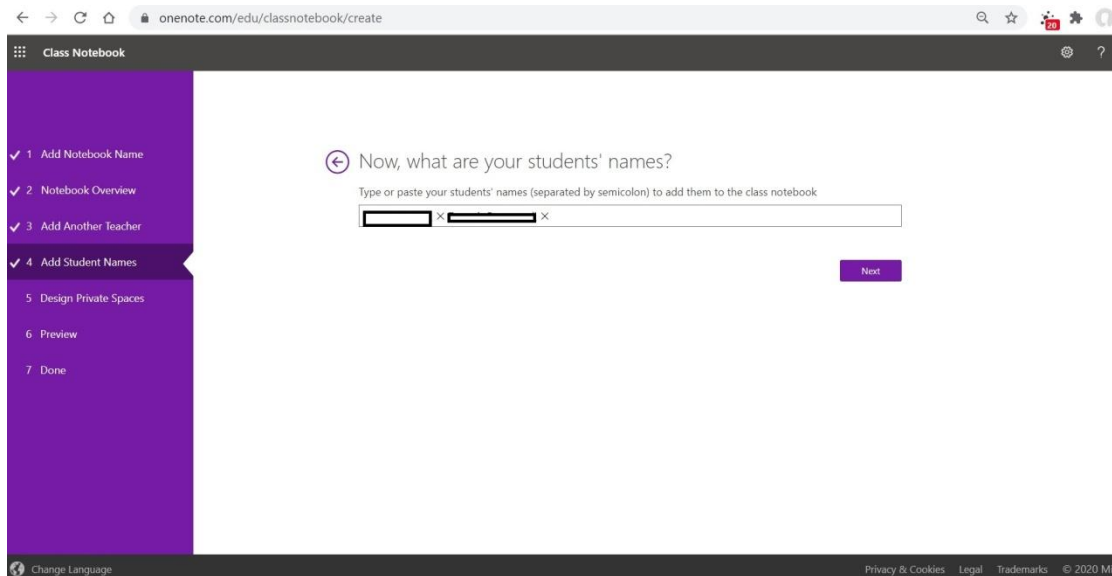 onenote.com/edu/classnotebook/create
20
Class Notebook
?
✓ 1 Add Notebook Name
✓ 2 Notebook Overview
✓ 3 Add Another Teacher
✓ 4 Add Student Names
5 Design Private Spaces
6 Preview
7 Done
Now, what are your students' names?
Type or paste your students' names (separated by semicolon) to add them to the class notebook
Next
Change Language
Privacy & Cookies Legal Trademarks © 2020